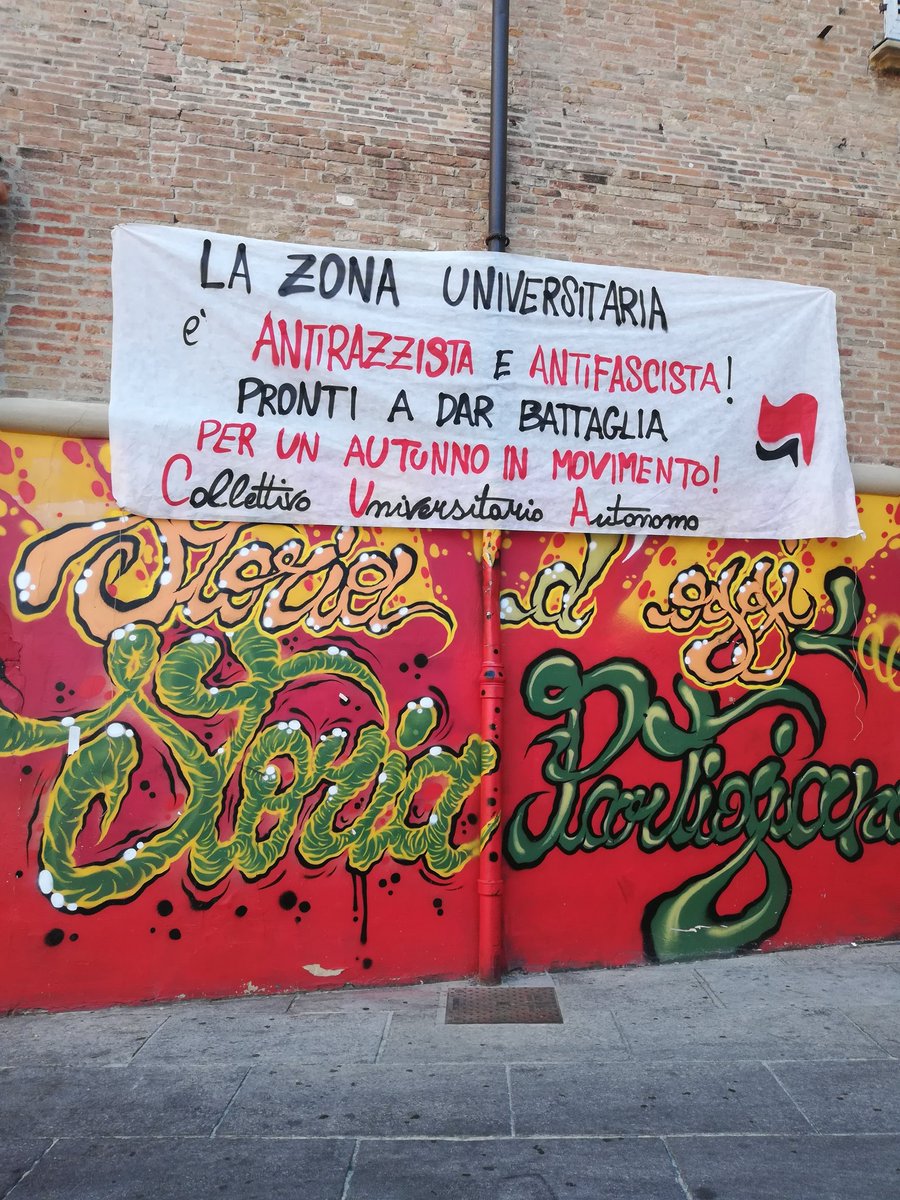 LA ZONA UNIVERSITARIA
e' ANTIRAZZISTA E ANTIFASCISTA!
PRONTI A DAR BATTAGLIA
PER UN AUTUNNO IN MOVIMENTO!
Collettivo Universitario Autonomo
Storia d'oggi
Storia Partigiana